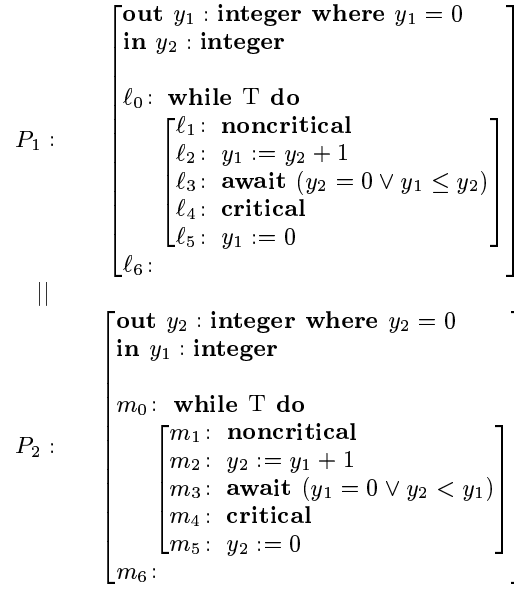 out y₁ : integer where y₁ = 0
in y₂ : integer
ℓ₀ : while T do
ℓ₁ : noncritical
P₁ :
ℓ₂ : y₁ := y₂ + 1
ℓ₃ : await (y₂ = 0 ∨ y₁ ≤ y₂)
ℓ₄ : critical
ℓ₅ : y₁ := 0
ℓ₆ :
||
out y₂ : integer where y₂ = 0
in y₁ : integer
m₀ : while T do
m₁ : noncritical
P₂ :
m₂ : y₂ := y₁ + 1
m₃ : await (y₁ = 0 ∨ y₂ < y₁)
m₄ : critical
m₅ : y₂ := 0
m₆ :